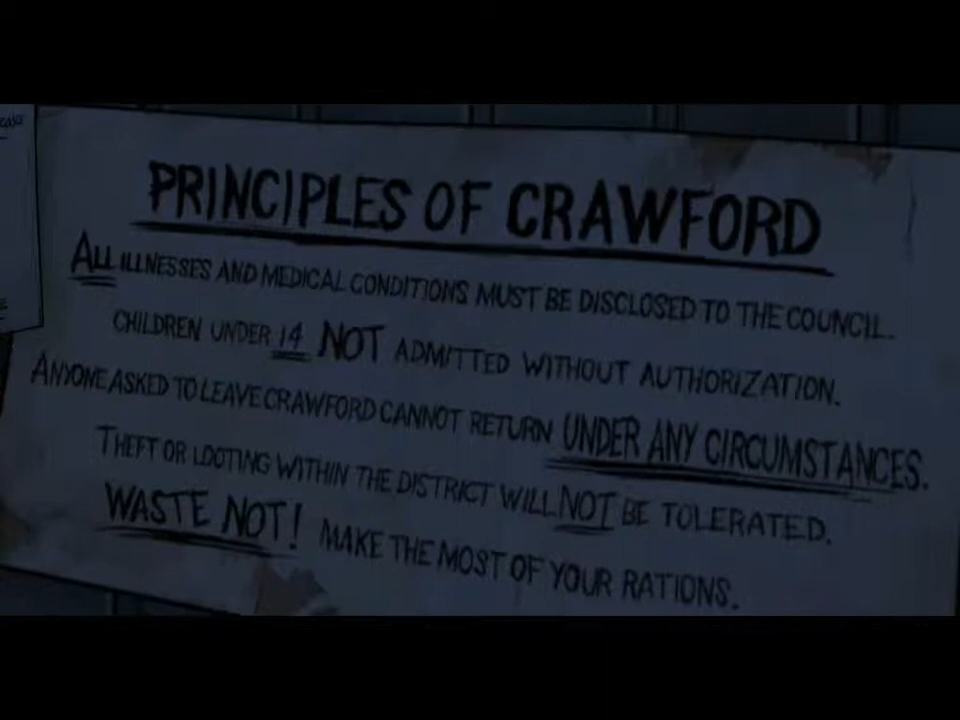 PRINCIPLES OF CRAWFORD
ALL ILLNESSES AND MEDICAL CONDITIONS MUST BE DISCLOSED TO THE COUNCIL.
CHILDREN UNDER 14 NOT ADMITTED WITHOUT AUTHORIZATION.
ANYONE ASKED TO LEAVE CRAWFORD CANNOT RETURN UNDER ANY CIRCUMSTANCES.
THEFT OR LOOTING WITHIN THE DISTRICT WILL NOT BE TOLERATED.
WASTE NOT! MAKE THE MOST OF YOUR RATIONS.